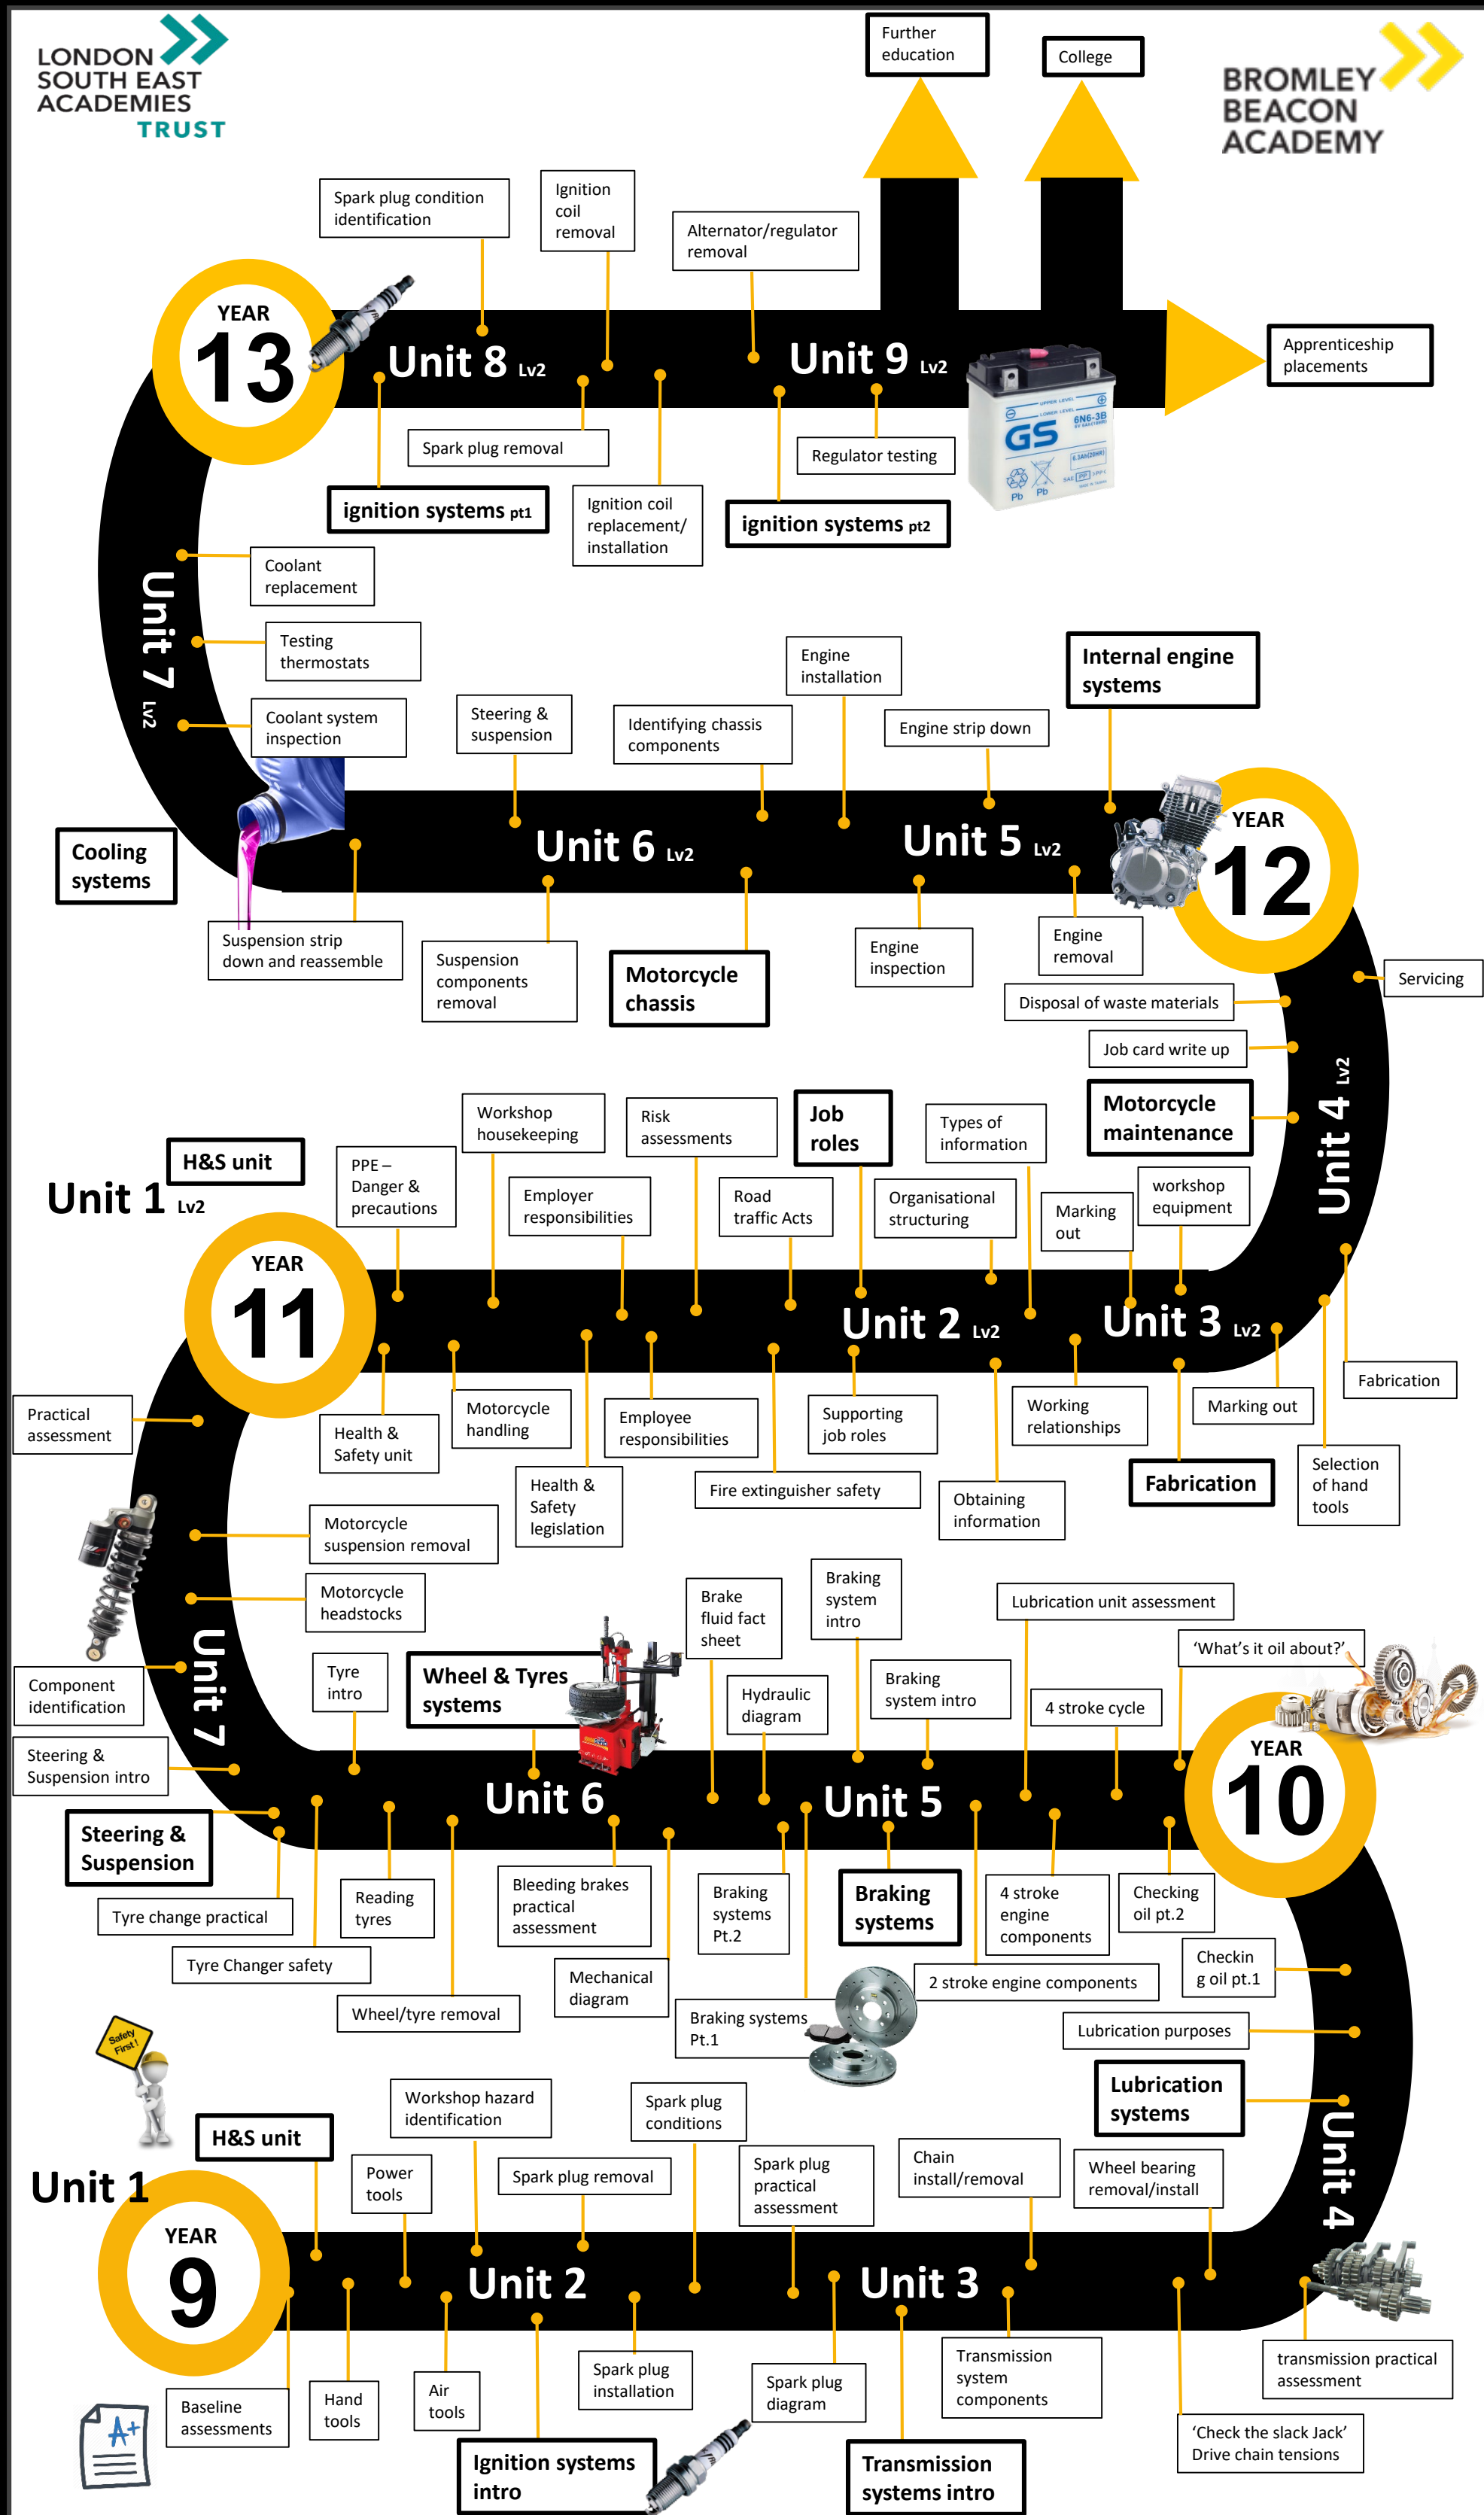 LONDON
SOUTH EAST
ACADEMIES
TRUST
Further
education
College
BROMLEY
BEACON
ACADEMY
Spark plug condition
identification
Ignition
coil
removal
Alternator/regulator
removal
YEAR
13
Unit 8 Lv2
Unit 9 Lv2
Apprenticeship
placements
UPPER LEVEL
LOWER LEVEL
6N6-3B
GS
Pb
Pb
Spark plug removal
Regulator testing
ignition systems pt1
Ignition coil
replacement/
installation
ignition systems pt2
Coolant
replacement
Unit 7 Lv2
Testing
thermostats
Coolant system
inspection
Steering &
suspension
Identifying chassis
components
Engine
installation
Engine strip down
Internal engine
systems
Cooling
systems
Unit 6 Lv2
Unit 5 Lv2
YEAR
12
Suspension strip
down and reassemble
Suspension
components
removal
Motorcycle
chassis
Engine
inspection
Engine
removal
Servicing
Disposal of waste materials
Job card write up
Motorcycle
maintenance
Unit 4 Lv2
H&S unit
Unit 1 Lv2
PPE –
Danger &
precautions
Workshop
housekeeping
Employer
responsibilities
Risk
assessments
Road
traffic Acts
Job
roles
Organisational
structuring
Types of
information
Marking
out
workshop
equipment
YEAR
11
Unit 2 Lv2
Unit 3 Lv2
Practical
assessment
Health &
Safety unit
Motorcycle
handling
Health &
Safety
legislation
Employee
responsibilities
Fire extinguisher safety
Supporting
job roles
Obtaining
information
Working
relationships
Fabrication
Marking out
Selection
of hand
tools
Fabrication
Motorcycle
suspension removal
Motorcycle
headstocks
Unit 7
Component
identification
Steering &
Suspension intro
Steering &
Suspension
Tyre
intro
Wheel & Tyres
systems
Brake
fluid fact
sheet
Hydraulic
diagram
Braking
system
intro
Braking
system intro
Lubrication unit assessment
4 stroke cycle
‘What’s it oil about?’
Unit 6
Unit 5
YEAR
10
Tyre change practical
Tyre Changer safety
Reading
tyres
Wheel/tyre removal
Bleeding brakes
practical
assessment
Mechanical
diagram
Braking
systems
Pt.2
Braking systems
Pt.1
Braking
systems
2 stroke engine components
4 stroke
engine
components
Checking
oil pt.2
Checkin
g oil pt.1
Lubrication purposes
Lubrication
systems
Unit 4
Safety
First !
H&S unit
Unit 1
YEAR
9
Power
tools
Workshop hazard
identification
Spark plug removal
Spark plug
conditions
Spark plug
practical
assessment
Chain
install/removal
Wheel bearing
removal/install
Unit 2
Unit 3
A+
Baseline
assessments
Hand
tools
Air
tools
Ignition systems
intro
Spark plug
installation
Spark plug
diagram
Transmission
systems intro
Transmission
system
components
‘Check the slack Jack’
Drive chain tensions
transmission practical
assessment